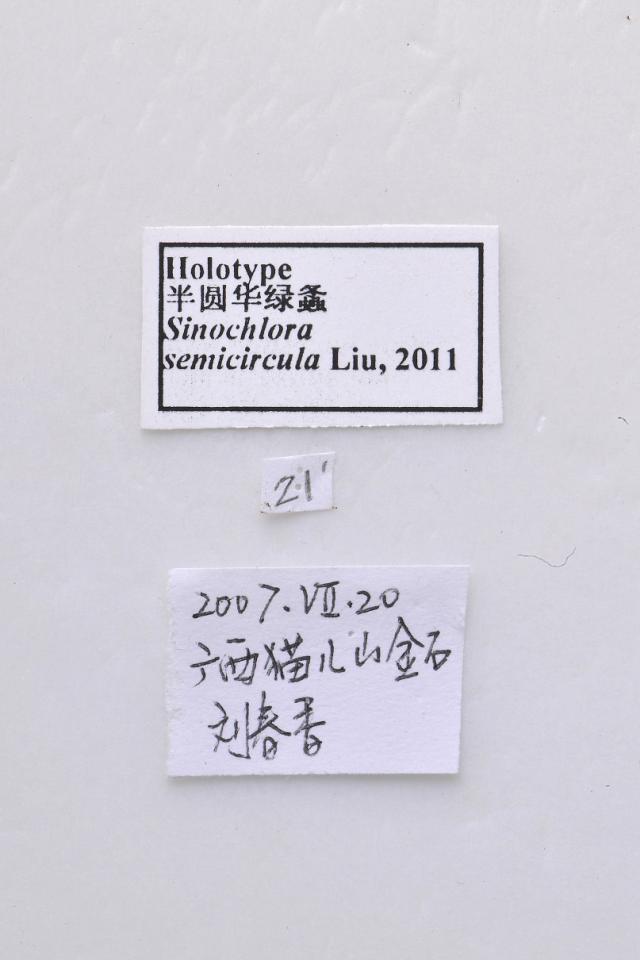 Holotype
半圆华绿螽
Sinochlora
semicircula Liu, 2011
21'
2007.VII.20
广西猫儿山金石
刘春香